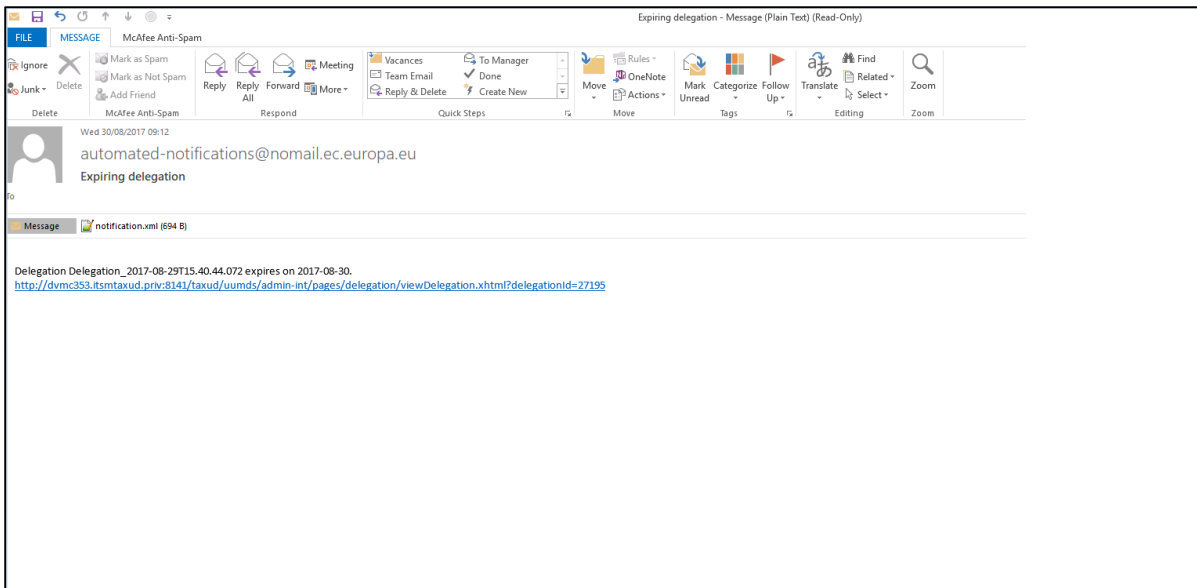 Expiring delegation - Message (Plain Text) (Read-Only)
FILE MESSAGE McAfee Anti-Spam
Ignore
Junk
Delete
Delete
Mark as Spam
Mark as Not Spam
Add Friend
McAfee Anti-Spam
Reply
Reply All
Forward
Meeting
More
Respond
Vacances
Team Email
Reply & Delete
To Manager
Done
Create New
Quick Steps
Move
Rules
OneNote
Actions
Move
Mark Unread
Categorize
Follow Up
Tags
Translate
Find
Related
Select
Editing
Zoom
Zoom
Wed 30/08/2017 09:12
automated-notifications@nomail.ec.europa.eu
Expiring delegation
To
Message notification.xml (694 B)
Delegation Delegation_2017-08-29T15.40.44.072 expires on 2017-08-30.
http://dvmc353.itsmtaxud.priv:8141/taxud/uumds/admin-int/pages/delegation/viewDelegation.xhtml?delegationId=27195